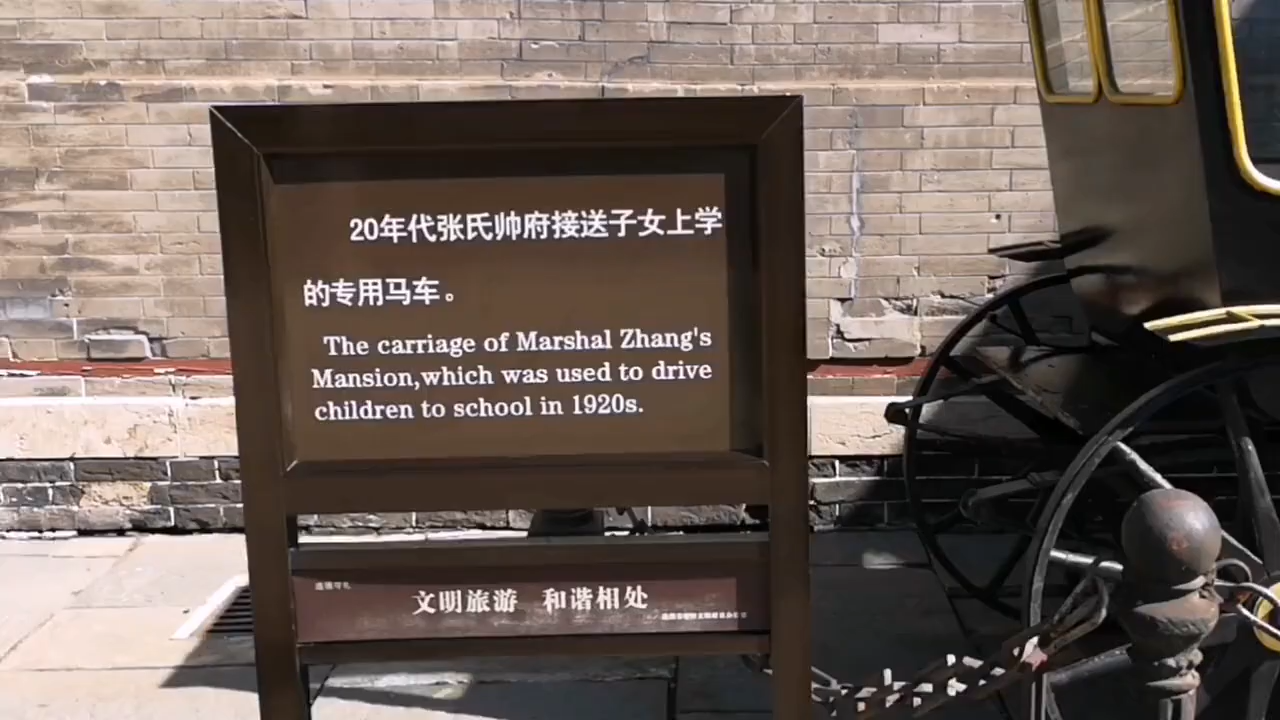 20年代张氏帅府接送子女上学
的专用马车。
The carriage of Marshal Zhang's
Mansion,which was used to drive
children to school in 1920s.
文明旅游 和谐相处